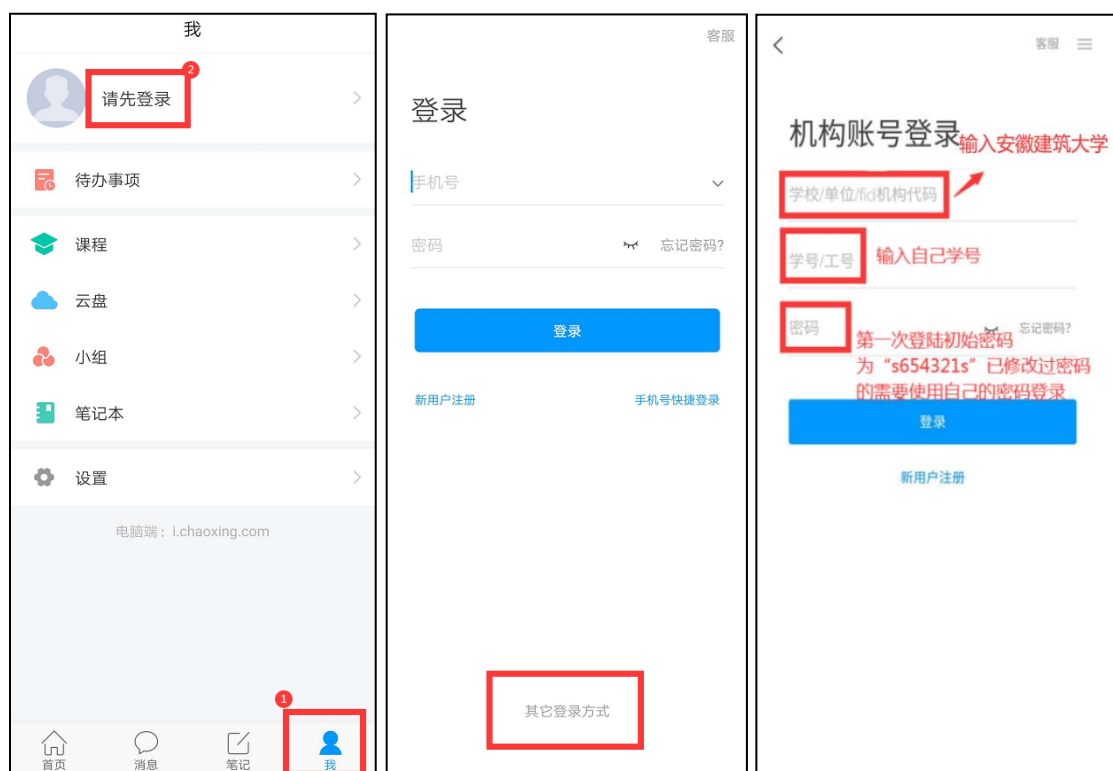 我
2
请先登录
待办事项
课程
云盘
小组
笔记本
设置
电脑端：i.chaoxing.com
1
首页
消息
笔记
我
客服
登录
手机号
密码
忘记密码?
登录
新用户注册
手机号快捷登录
其它登录方式
客服
机构账号登录
输入安徽建筑大学
学校/单位/fid机构代码
学号/工号
输入自己学号
密码
忘记密码?
第一次登陆初始密码
为“s654321s”已修改过密码
的需要使用自己的密码登录
登录
新用户注册